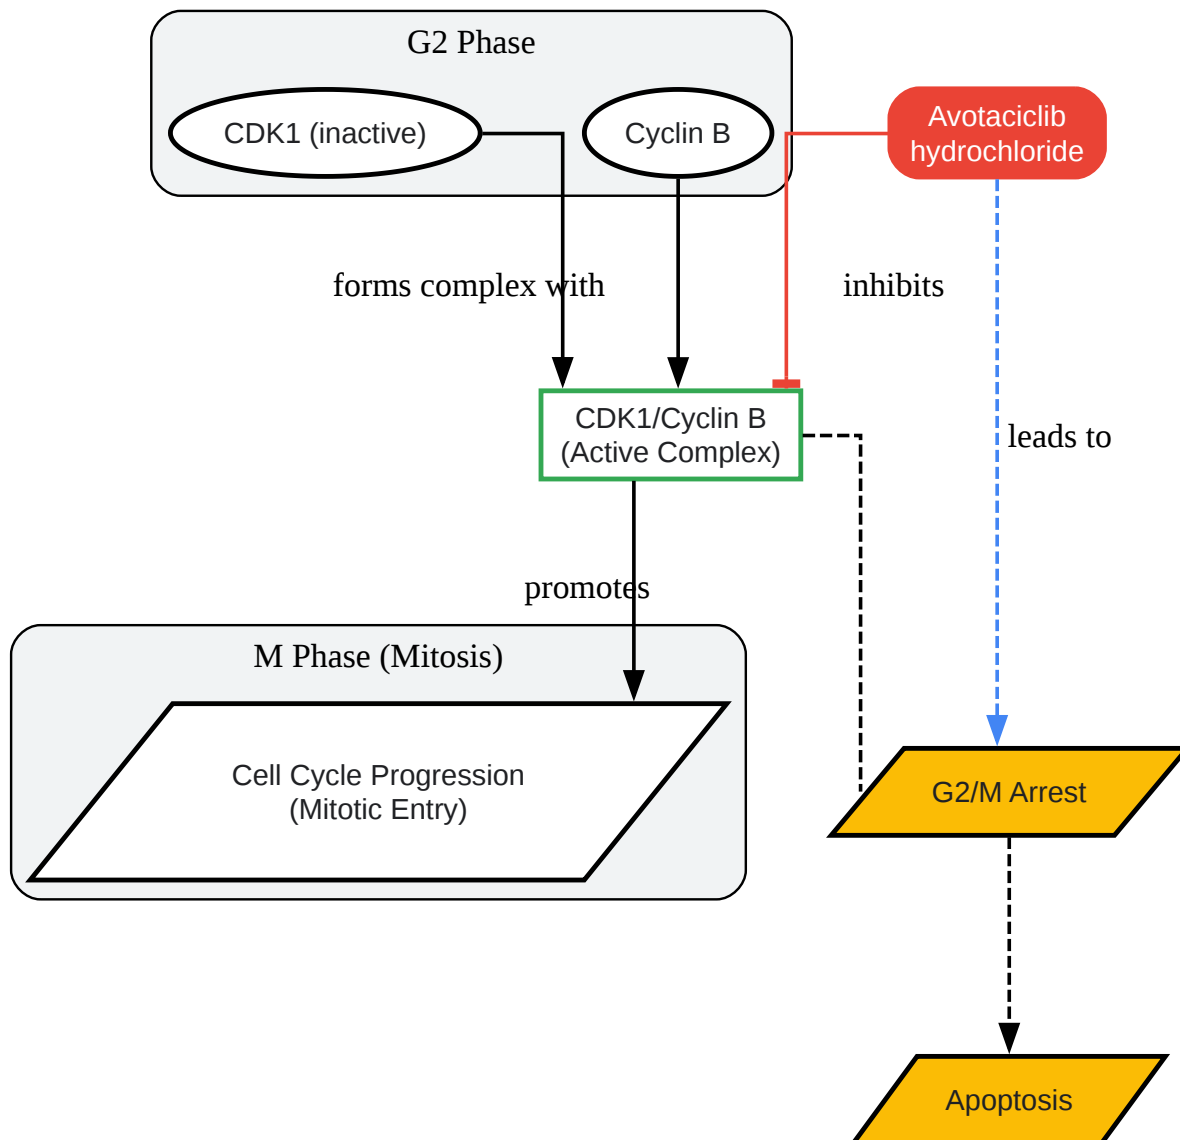 G2 Phase
CDK1 (inactive)
Cyclin B
Avotaciclib
hydrochloride
forms complex with
inhibits
CDK1/Cyclin B
(Active Complex)
leads to
promotes
M Phase (Mitosis)
Cell Cycle Progression
(Mitotic Entry)
G2/M Arrest
Apoptosis